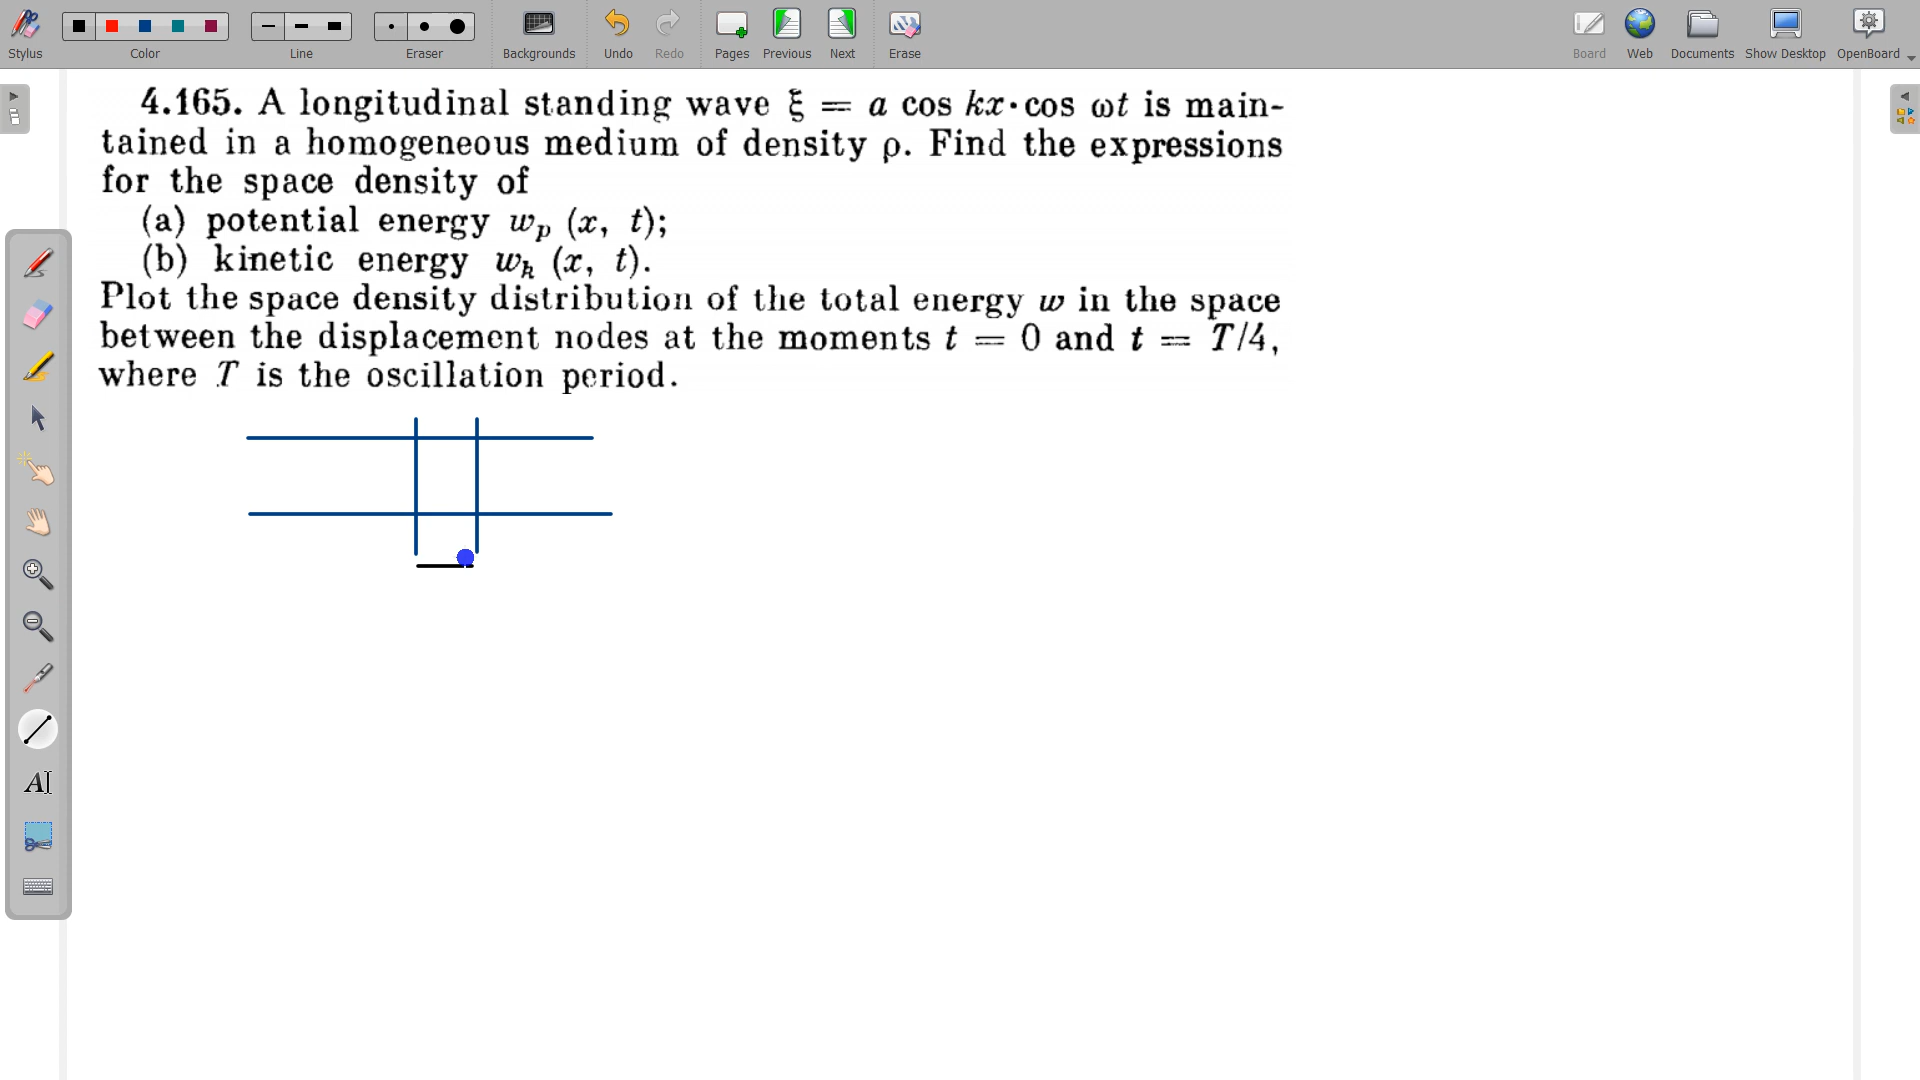 Stylus Color Line Eraser Backgrounds Undo Redo Pages Previous Next Erase Board Web Documents Show Desktop OpenBoard
4.165. A longitudinal standing wave ξ = a cos kx·cos ωt is main-
tained in a homogeneous medium of density ρ. Find the expressions
for the space density of
(a) potential energy wp (x, t);
(b) kinetic energy wk (x, t).
Plot the space density distribution of the total energy w in the space
between the displacement nodes at the moments t = 0 and t = T/4,
where T is the oscillation period.
AI